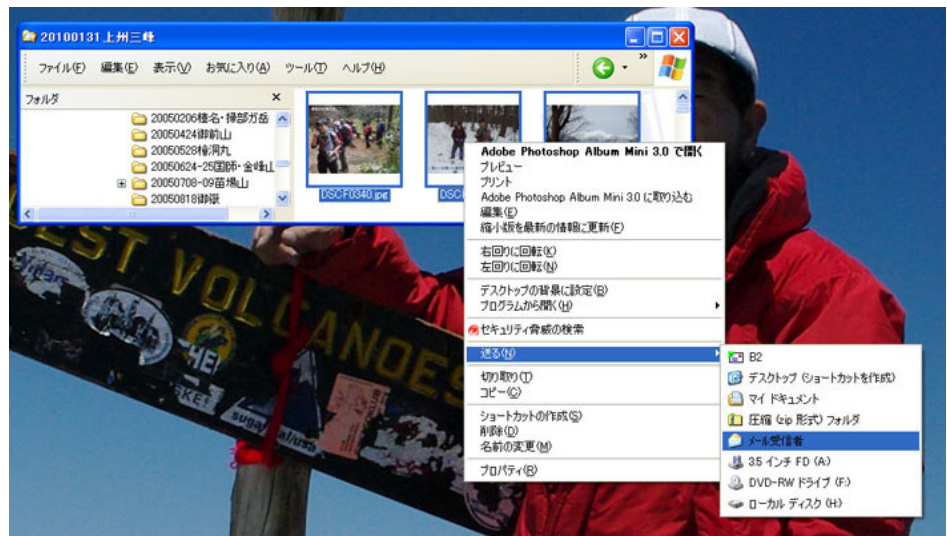 20100131上州三峰
ファイル(F) 編集(E) 表示(V) お気に入り(A) ツール(T) ヘルプ(H)
フォルダ
20050206榛名・掃部ガ岳
20050424御前山
20050528檜洞丸
20050624-25国師・金峰山
20050708-09苗場山
20050818御嶽
DSCF0340.jpg
DSC
Adobe Photoshop Album Mini 3.0 で開く
プレビュー
プリント
Adobe Photoshop Album Mini 3.0 に取り込む
編集(E)
縮小版を最新の情報に更新(F)
右回りに回転(K)
左回りに回転(N)
デスクトップの背景に設定(B)
プログラムから開く(H)
セキュリティ脅威の検索
送る(N)
切り取り(T)
コピー(C)
ショートカットの作成(S)
削除(D)
名前の変更(M)
プロパティ(R)
B2
デスクトップ (ショートカットを作成)
マイ ドキュメント
圧縮 (zip 形式) フォルダ
メール受信者
3.5 インチ FD (A:)
DVD-RW ドライブ (F:)
ローカル ディスク (H:)
EST VOLCANOES